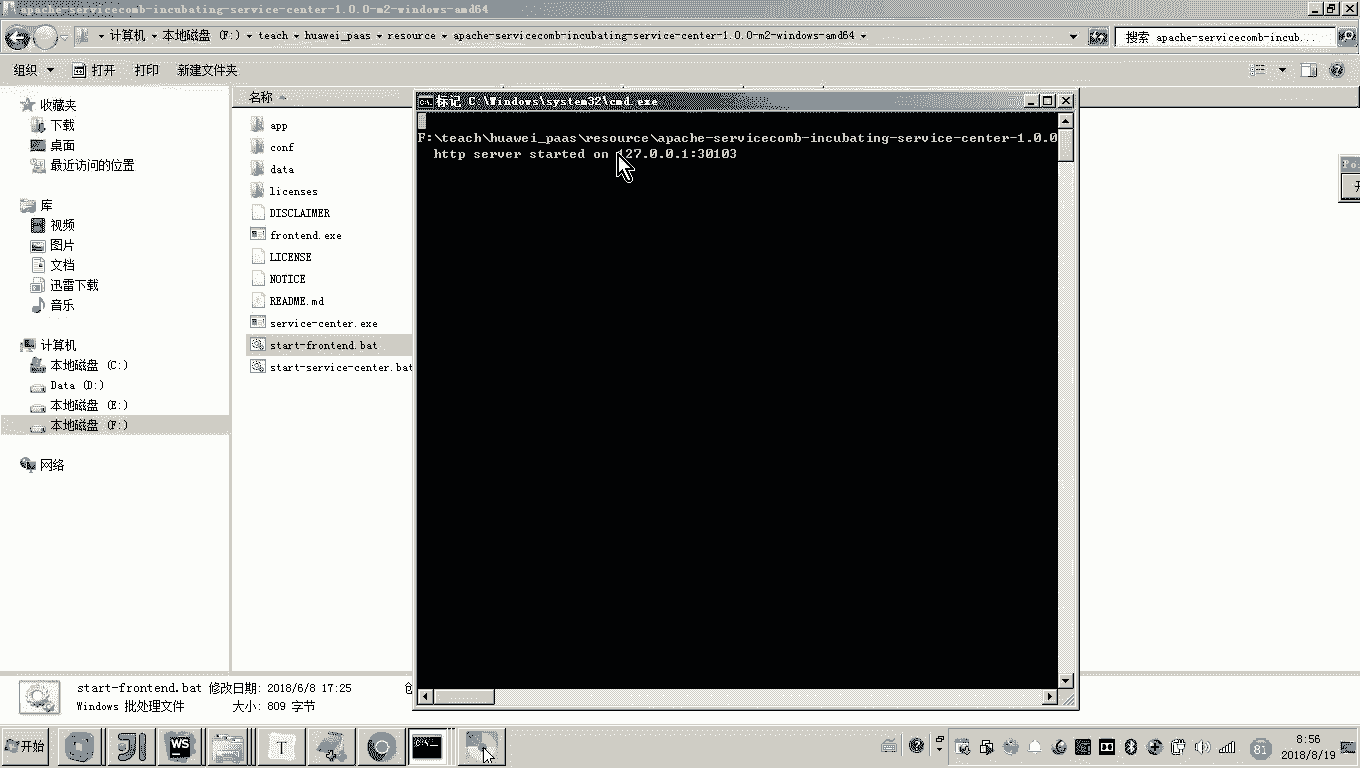 apache-servicecomb-incubating-service-center-1.0.0-m2-windows-amd64
计算机 本地磁盘 (F:) teach huawei_paas resource apache-servicecomb-incubating-service-center-1.0.0-m2-windows-amd64
搜索 apache-servicecomb-incub...
组织 打开 打印 新建文件夹
收藏夹
下载
桌面
最近访问的位置
库
视频
图片
文档
迅雷下载
音乐
计算机
本地磁盘 (C:)
Data (D:)
本地磁盘 (E:)
本地磁盘 (F:)
网络
名称
app
conf
data
licenses
DISCLAIMER
frontend.exe
LICENSE
NOTICE
README.md
service-center.exe
start-frontend.bat
start-service-center.bat
标记 C:\Windows\system32\cmd.exe
F:\teach\huawei_paas\resource\apache-servicecomb-incubating-service-center-1.0.0
http server started on 127.0.0.1:30103
start-frontend.bat 修改日期: 2018/6/8 17:25
Windows 批处理文件 大小: 809 字节
开始
WS
T
81
8:56
2018/8/19